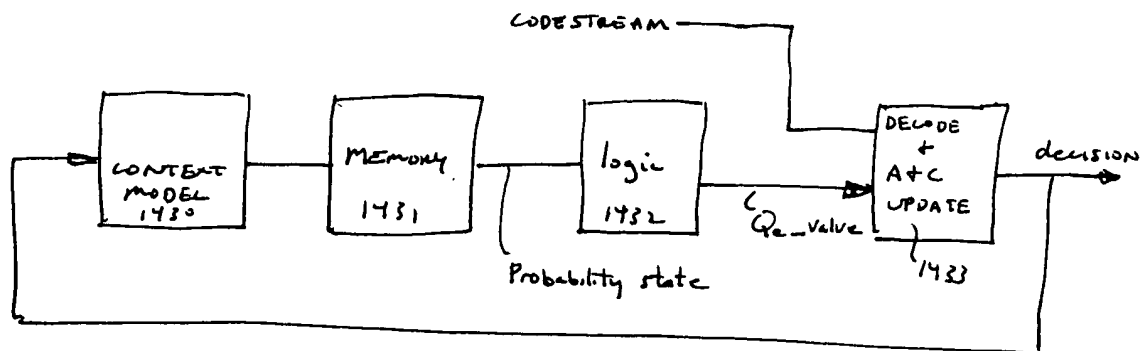 CODESTREAM
CONTEXT
MODEL
1430
MEMORY
1431
logic
1432
DECODE
+
A+C
UPDATE
1433
decision
Qe_value
Probability state